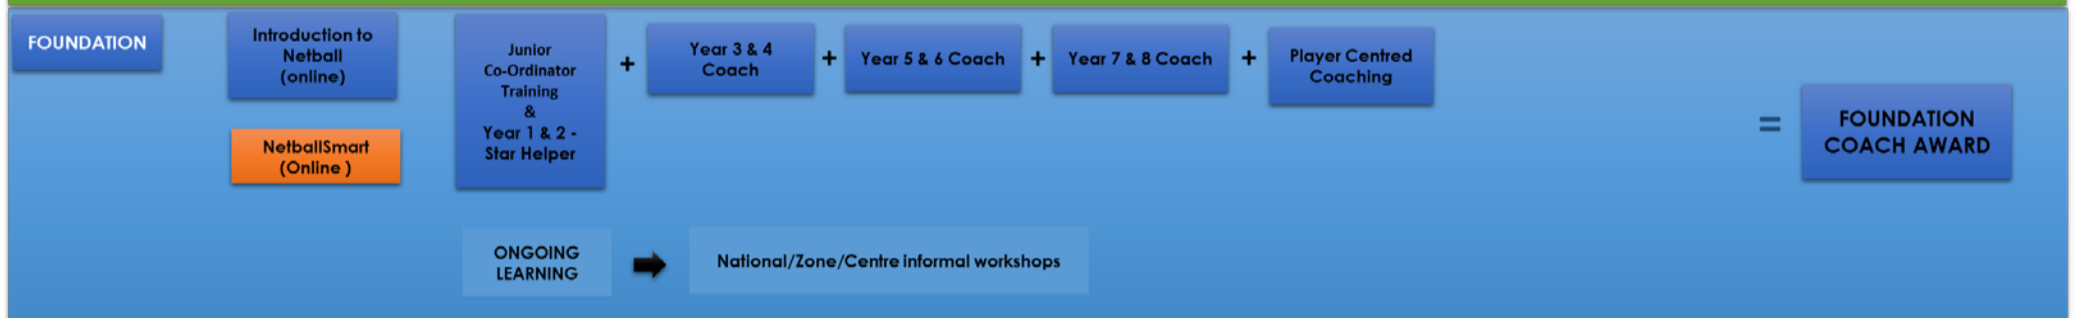 FOUNDATION
Introduction to
Netball
(online)
NetballSmart
(Online )
Junior
Co-Ordinator
Training
&
Year 1 & 2 -
Star Helper
+
Year 3 & 4
Coach
+
Year 5 & 6 Coach
+
Year 7 & 8 Coach
+
Player Centred
Coaching
=
FOUNDATION
COACH AWARD
ONGOING
LEARNING
National/Zone/Centre informal workshops